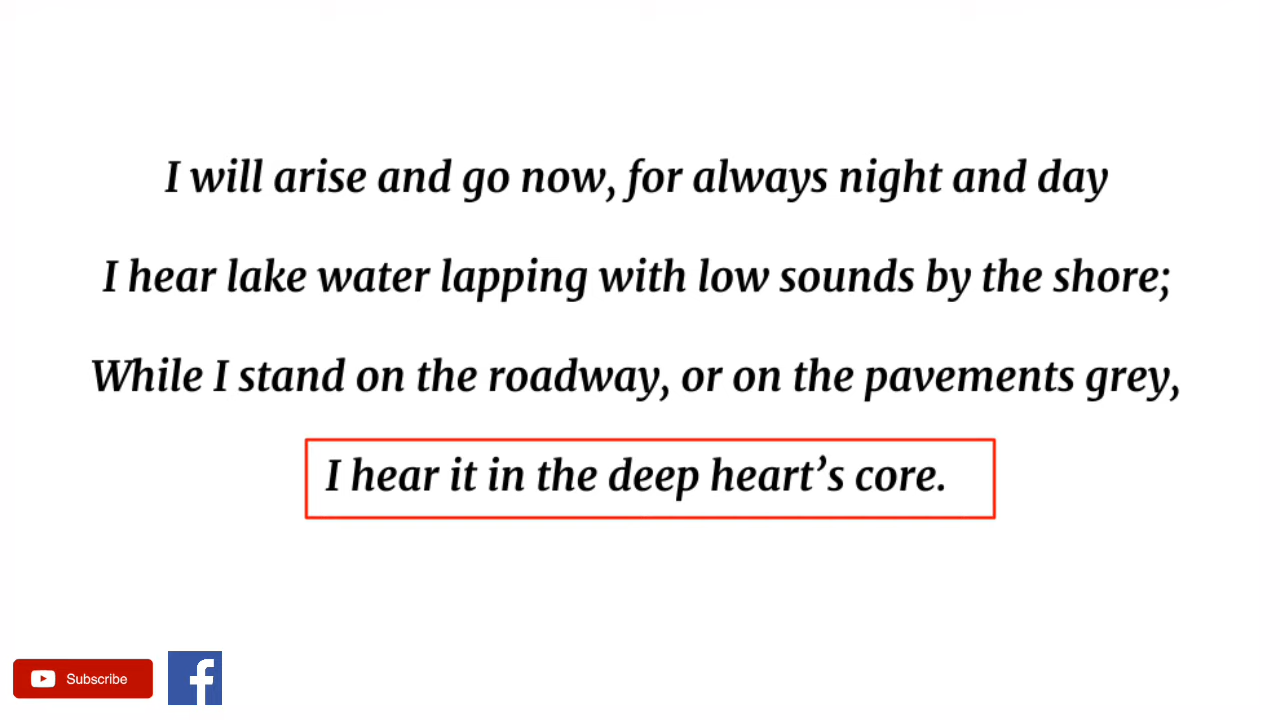 I will arise and go now, for always night and day
I hear lake water lapping with low sounds by the shore;
While I stand on the roadway, or on the pavements grey,
I hear it in the deep heart’s core.
Subscribe
f